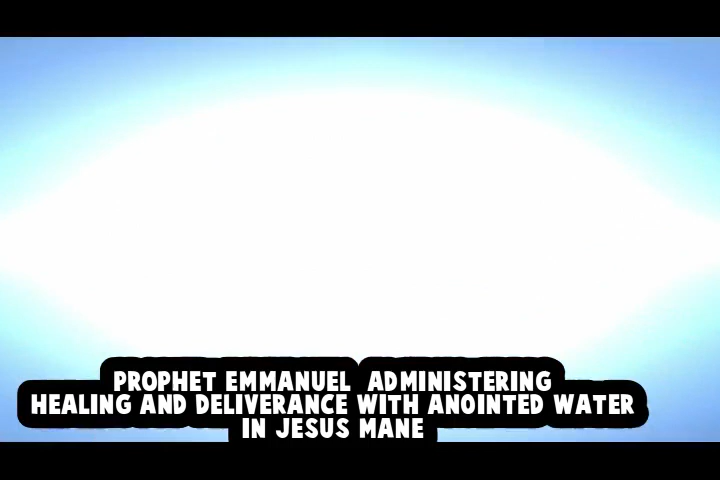 PROPHET EMMANUEL ADMINISTERING
HEALING AND DELIVERANCE WITH ANOINTED WATER
IN JESUS MANE